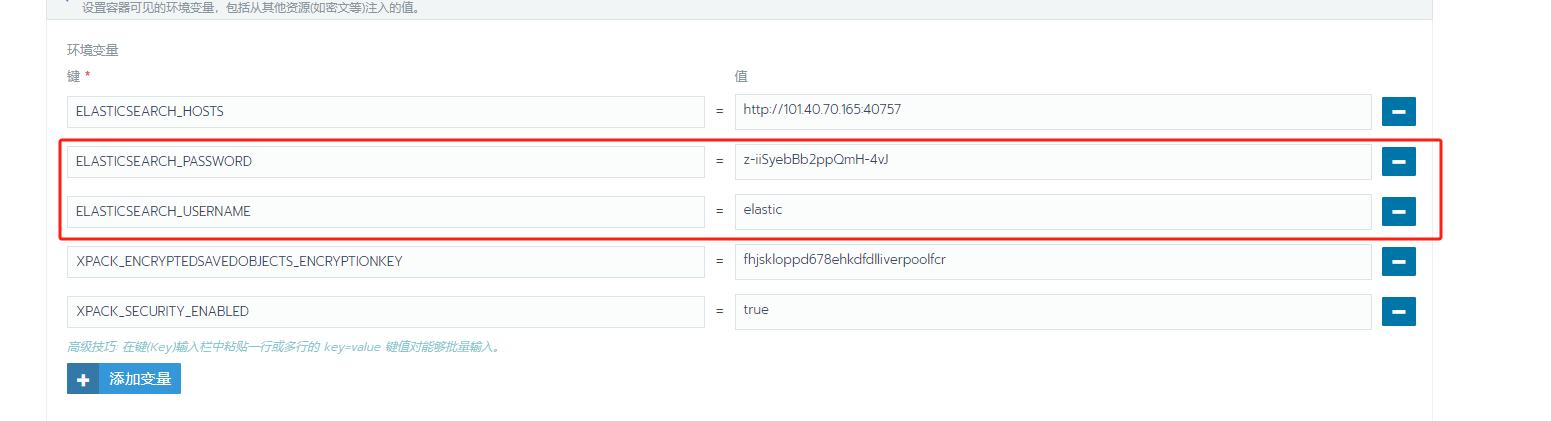 设置容器可见的环境变量，包括从其他资源(如密文等)注入的值。
环境变量
键 * 值
ELASTICSEARCH_HOSTS = http://101.40.70.165:40757
ELASTICSEARCH_PASSWORD = z-iiSyebBb2ppQmH-4vJ
ELASTICSEARCH_USERNAME = elastic
XPACK_ENCRYPTEDSAVEDOBJECTS_ENCRYPTIONKEY = fhjskloppd678ehkdfdlliverpoolfcr
XPACK_SECURITY_ENABLED = true
高级技巧: 在键(Key)输入栏中粘贴一行或多行的 key=value 键值对能够批量输入。
+ 添加变量